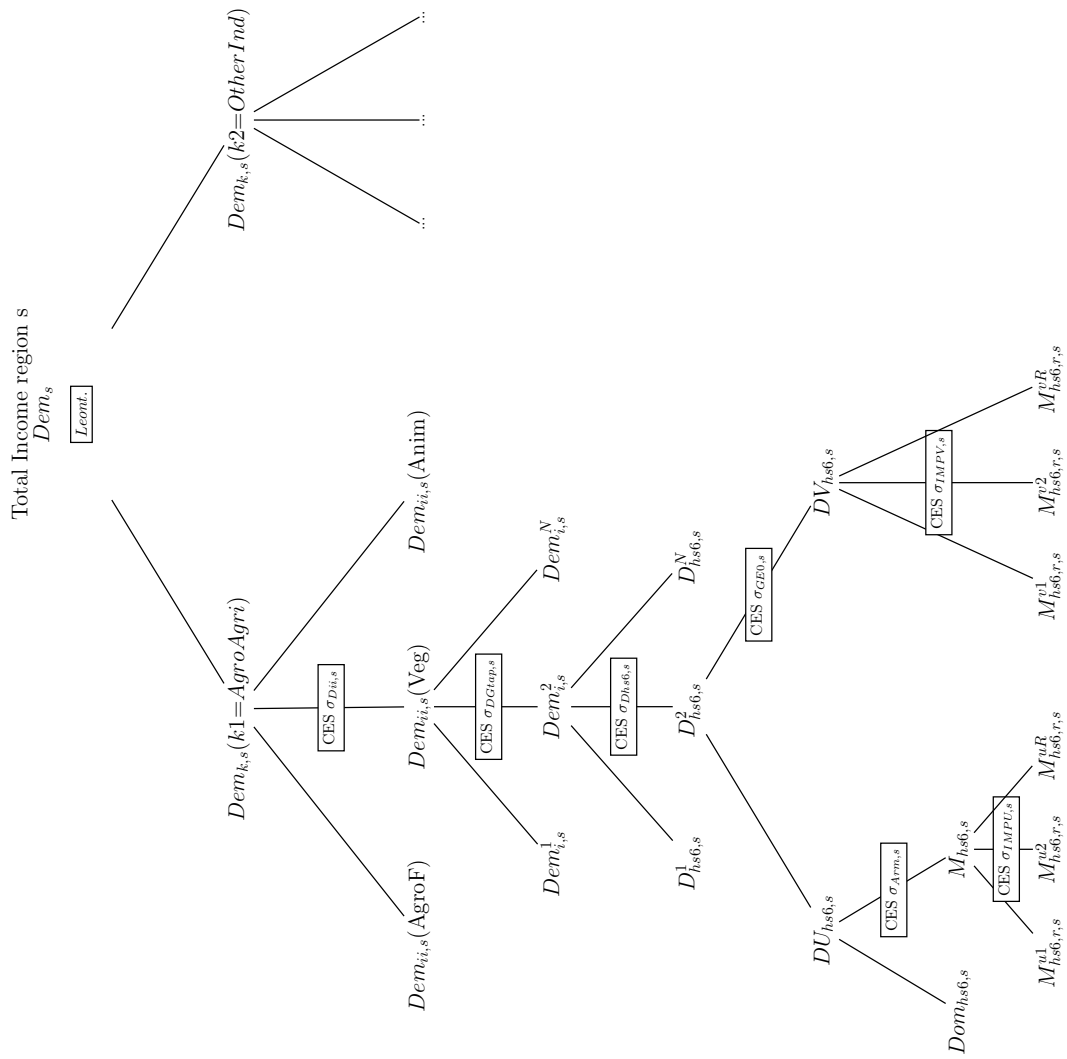 Total Income region s
Dem_s
Leont.
Dem_{k,s}(k1=AgroAgri)
Dem_{k,s}(k2=OtherInd)
CES σ_{Dii,s}
Dem_{ii,s}(AgroF)
Dem_{ii,s}(Veg)
Dem_{ii,s}(Anim)
...
...
...
CES σ_{DGtap,s}
Dem^1_{i,s}
Dem^2_{i,s}
Dem^N_{i,s}
CES σ_{Dhs6,s}
D^1_{hs6,s}
D^2_{hs6,s}
D^N_{hs6,s}
CES σ_{GE0,s}
DU_{hs6,s}
DV_{hs6,s}
CES σ_{Arm,s}
CES σ_{IMPV,s}
Dom_{hs6,s}
M_{hs6,s}
CES σ_{IMPU,s}
M^{u1}_{hs6,r,s}
M^{u2}_{hs6,r,s}
M^{uR}_{hs6,r,s}
M^{v1}_{hs6,r,s}
M^{v2}_{hs6,r,s}
M^{vR}_{hs6,r,s}